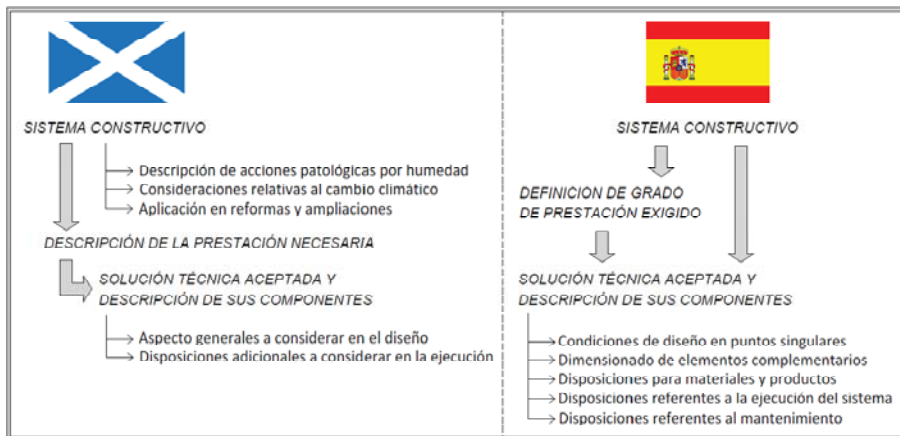 SISTEMA CONSTRUCTIVO
Descripción de acciones patológicas por humedad
Consideraciones relativas al cambio climático
Aplicación en reformas y ampliaciones
DESCRIPCIÓN DE LA PRESTACIÓN NECESARIA
SOLUCIÓN TÉCNICA ACEPTADA Y
DESCRIPCIÓN DE SUS COMPONENTES
Aspecto generales a considerar en el diseño
Disposiciones adicionales a considerar en la ejecución
SISTEMA CONSTRUCTIVO
DEFINICION DE GRADO
DE PRESTACIÓN EXIGIDO
SOLUCIÓN TÉCNICA ACEPTADA Y
DESCRIPCIÓN DE SUS COMPONENTES
Condiciones de diseño en puntos singulares
Dimensionado de elementos complementarios
Disposiciones para materiales y productos
Disposiciones referentes a la ejecución del sistema
Disposiciones referentes al mantenimiento